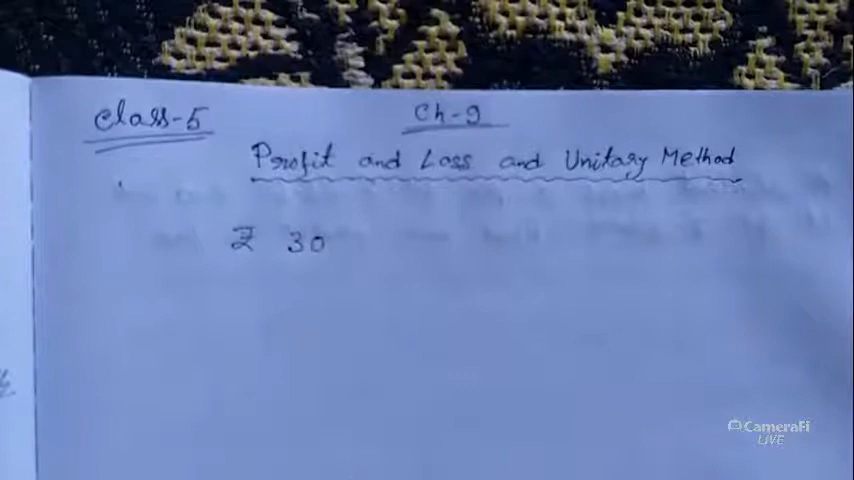 Class-5 Ch-9
Profit and Loss and Unitary Method
₹ 30
CameraFi
LIVE